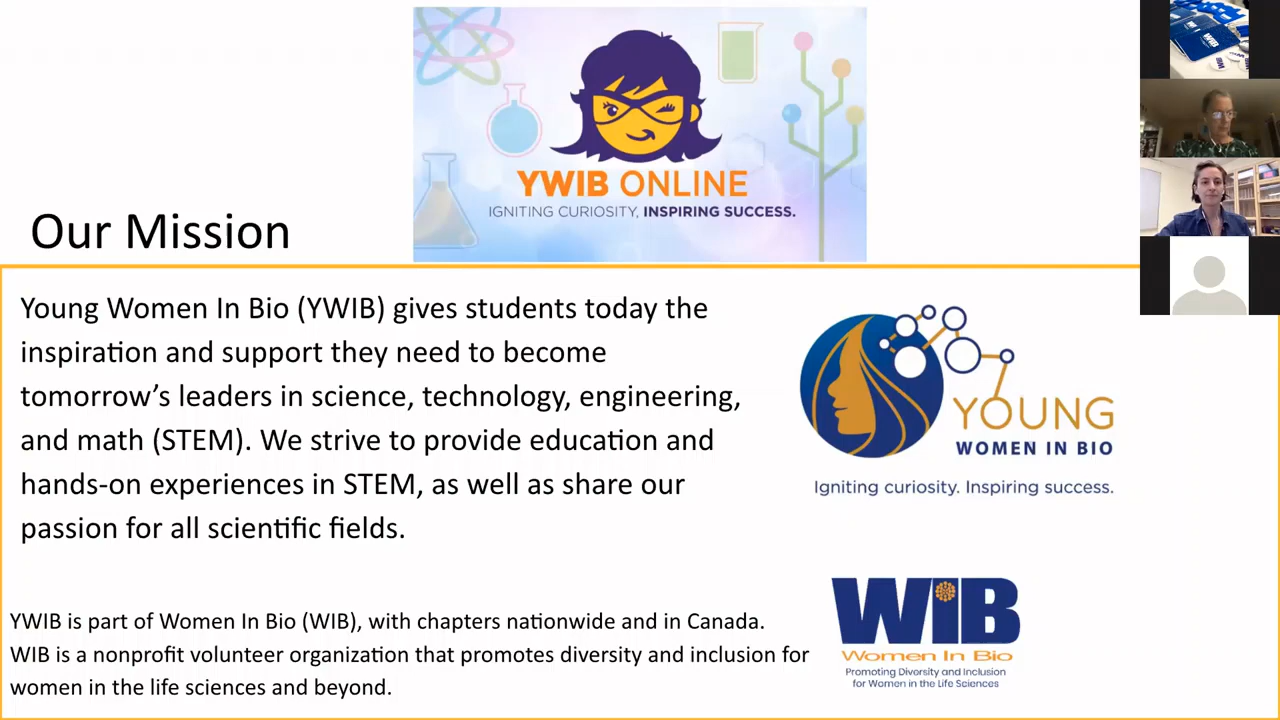 YWIB ONLINE
IGNITING CURIOSITY, INSPIRING SUCCESS.
Our Mission
Young Women In Bio (YWIB) gives students today the
inspiration and support they need to become
tomorrow’s leaders in science, technology, engineering,
and math (STEM). We strive to provide education and
hands-on experiences in STEM, as well as share our
passion for all scientific fields.
YOUNG
WOMEN IN BIO
Igniting curiosity. Inspiring success.
YWIB is part of Women In Bio (WIB), with chapters nationwide and in Canada.
WIB is a nonprofit volunteer organization that promotes diversity and inclusion for
women in the life sciences and beyond.
WIB
Women In Bio
Promoting Diversity and Inclusion
for Women in the Life Sciences
WIB